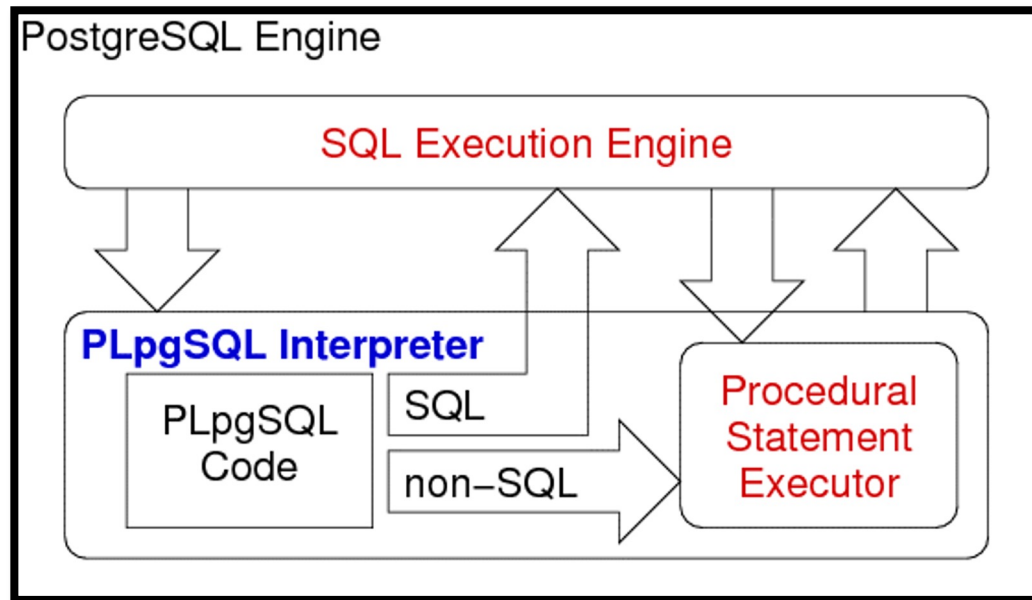 PostgreSQL Engine
SQL Execution Engine
PLpgSQL Interpreter
PLpgSQL
Code
SQL
non−SQL
Procedural
Statement
Executor